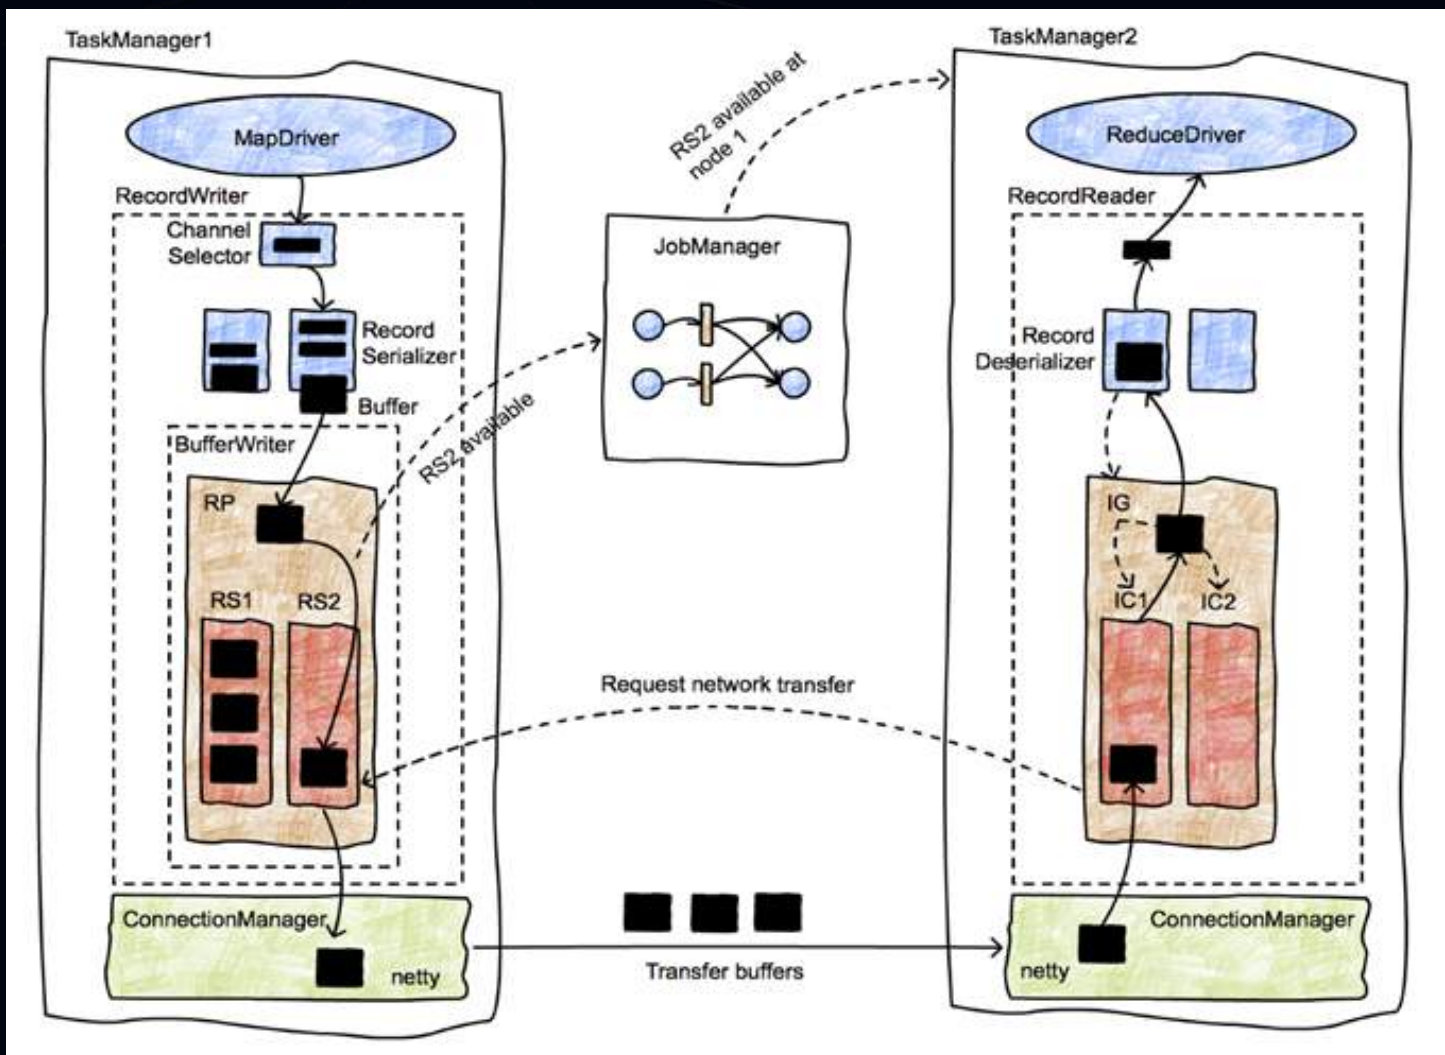 TaskManager1
MapDriver
RecordWriter
Channel
Selector
Record
Serializer
Buffer
BufferWriter
RP
RS1
RS2
ConnectionManager
netty
RS2 available
JobManager
RS2 available at
node 1
Request network transfer
Transfer buffers
TaskManager2
ReduceDriver
RecordReader
Record
Deserializer
IG
IC1
IC2
ConnectionManager
netty